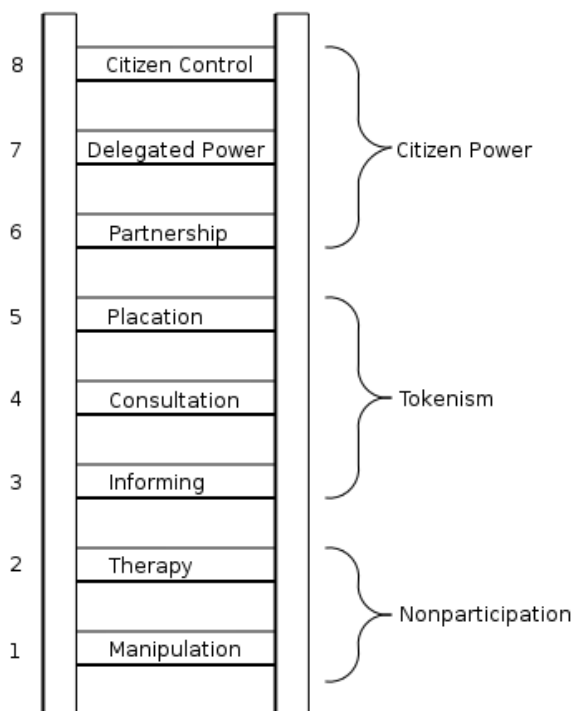 8 Citizen Control
7 Delegated Power Citizen Power
6 Partnership
5 Placation
4 Consultation Tokenism
3 Informing
2 Therapy
Nonparticipation
1 Manipulation